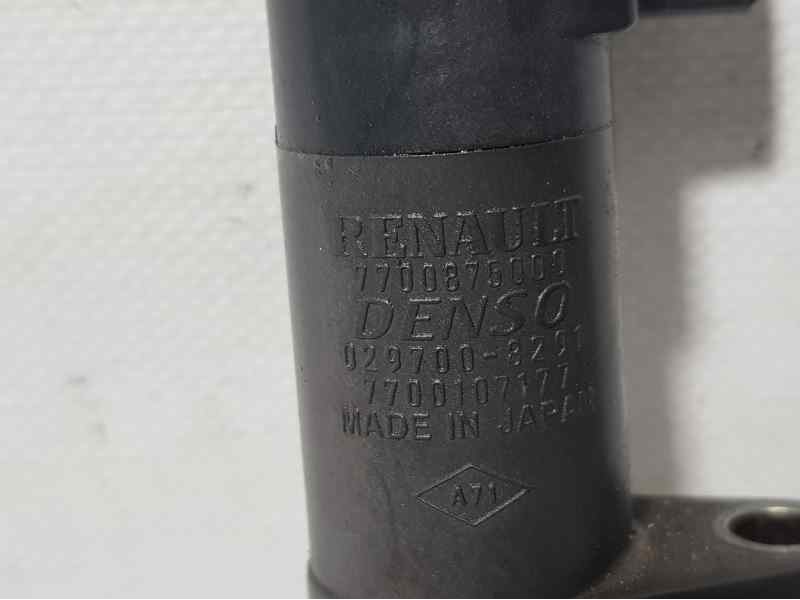 RENAULT
7700875000
DENSO
029700-8291
7700107177
MADE IN JAPAN
A71